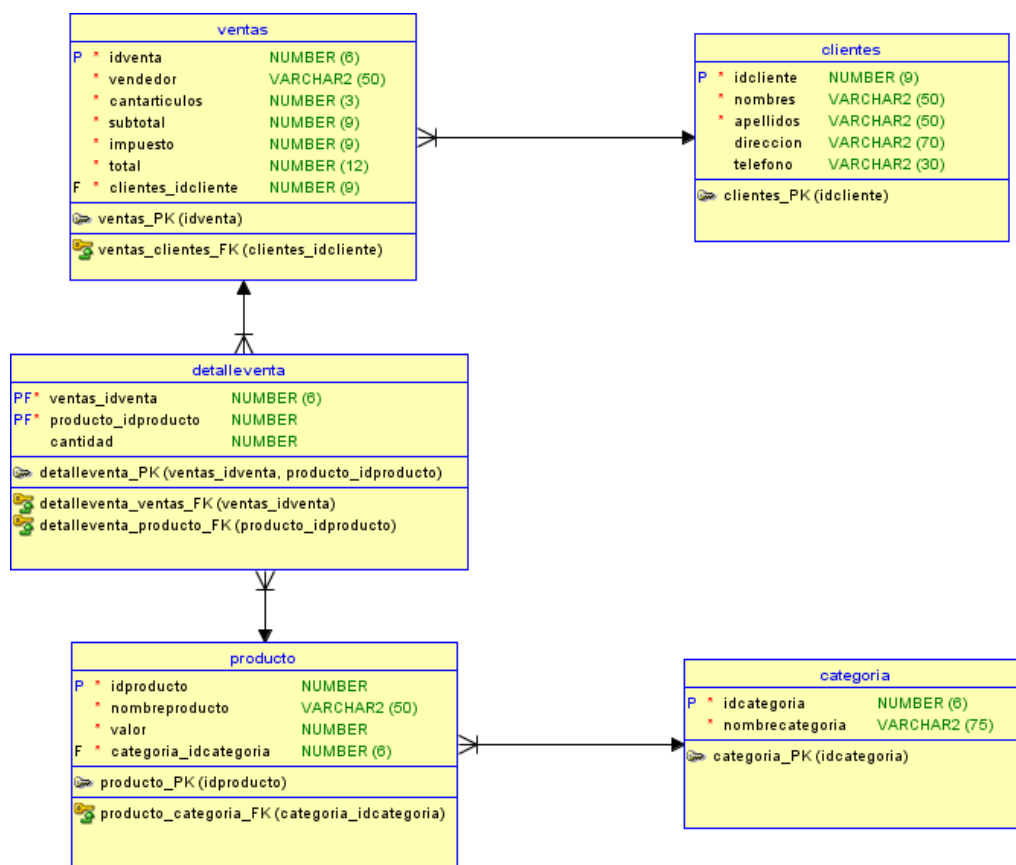 ventas
P * idventa NUMBER (6)
* vendedor VARCHAR2 (50)
* cantarticulos NUMBER (3)
* subtotal NUMBER (9)
* impuesto NUMBER (9)
* total NUMBER (12)
F * clientes_idcliente NUMBER (9)
ventas_PK (idventa)
ventas_clientes_FK (clientes_idcliente)
clientes
P * idcliente NUMBER (9)
* nombres VARCHAR2 (50)
* apellidos VARCHAR2 (50)
direccion VARCHAR2 (70)
telefono VARCHAR2 (30)
clientes_PK (idcliente)
detalleventa
PF* ventas_idventa NUMBER (6)
PF* producto_idproducto NUMBER
cantidad NUMBER
detalleventa_PK (ventas_idventa, producto_idproducto)
detalleventa_ventas_FK (ventas_idventa)
detalleventa_producto_FK (producto_idproducto)
producto
P * idproducto NUMBER
* nombreproducto VARCHAR2 (50)
* valor NUMBER
F * categoria_idcategoria NUMBER (6)
producto_PK (idproducto)
producto_categoria_FK (categoria_idcategoria)
categoria
P * idcategoria NUMBER (6)
* nombrecategoria VARCHAR2 (75)
categoria_PK (idcategoria)